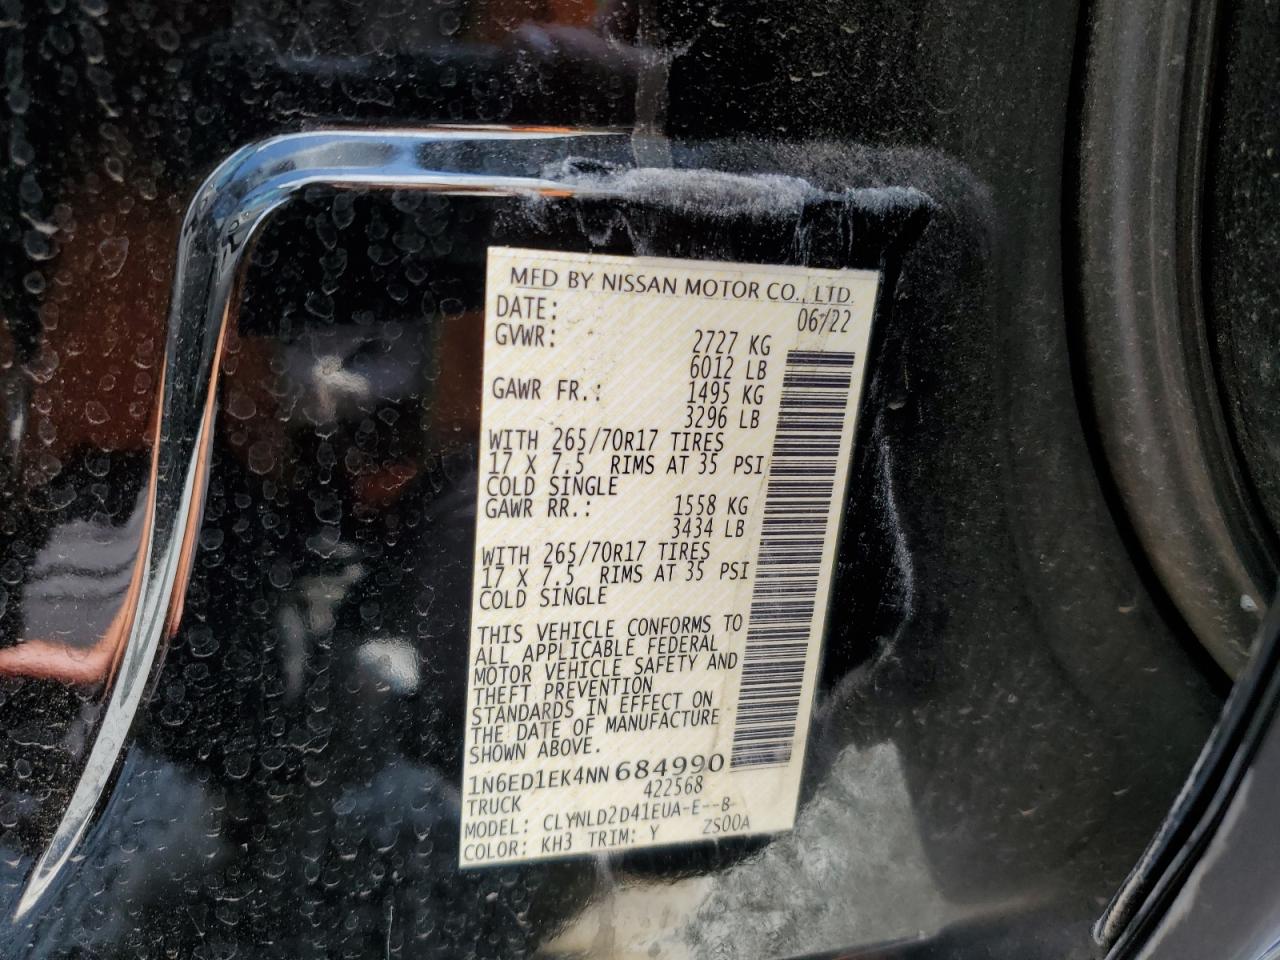 MFD BY NISSAN MOTOR CO., LTD.
DATE: 06/22
GVWR: 2727 KG
6012 LB
GAWR FR.: 1495 KG
3296 LB
WITH 265/70R17 TIRES
17 X 7.5 RIMS AT 35 PSI
COLD SINGLE
GAWR RR.: 1558 KG
3434 LB
WITH 265/70R17 TIRES
17 X 7.5 RIMS AT 35 PSI
COLD SINGLE
THIS VEHICLE CONFORMS TO
ALL APPLICABLE FEDERAL
MOTOR VEHICLE SAFETY AND
THEFT PREVENTION
STANDARDS IN EFFECT ON
THE DATE OF MANUFACTURE
SHOWN ABOVE.
1N6ED1EK4NN684990
TRUCK 422568
MODEL: CLYNLD2D41EUA-E--B-
COLOR: KH3 TRIM: Y ZS00A